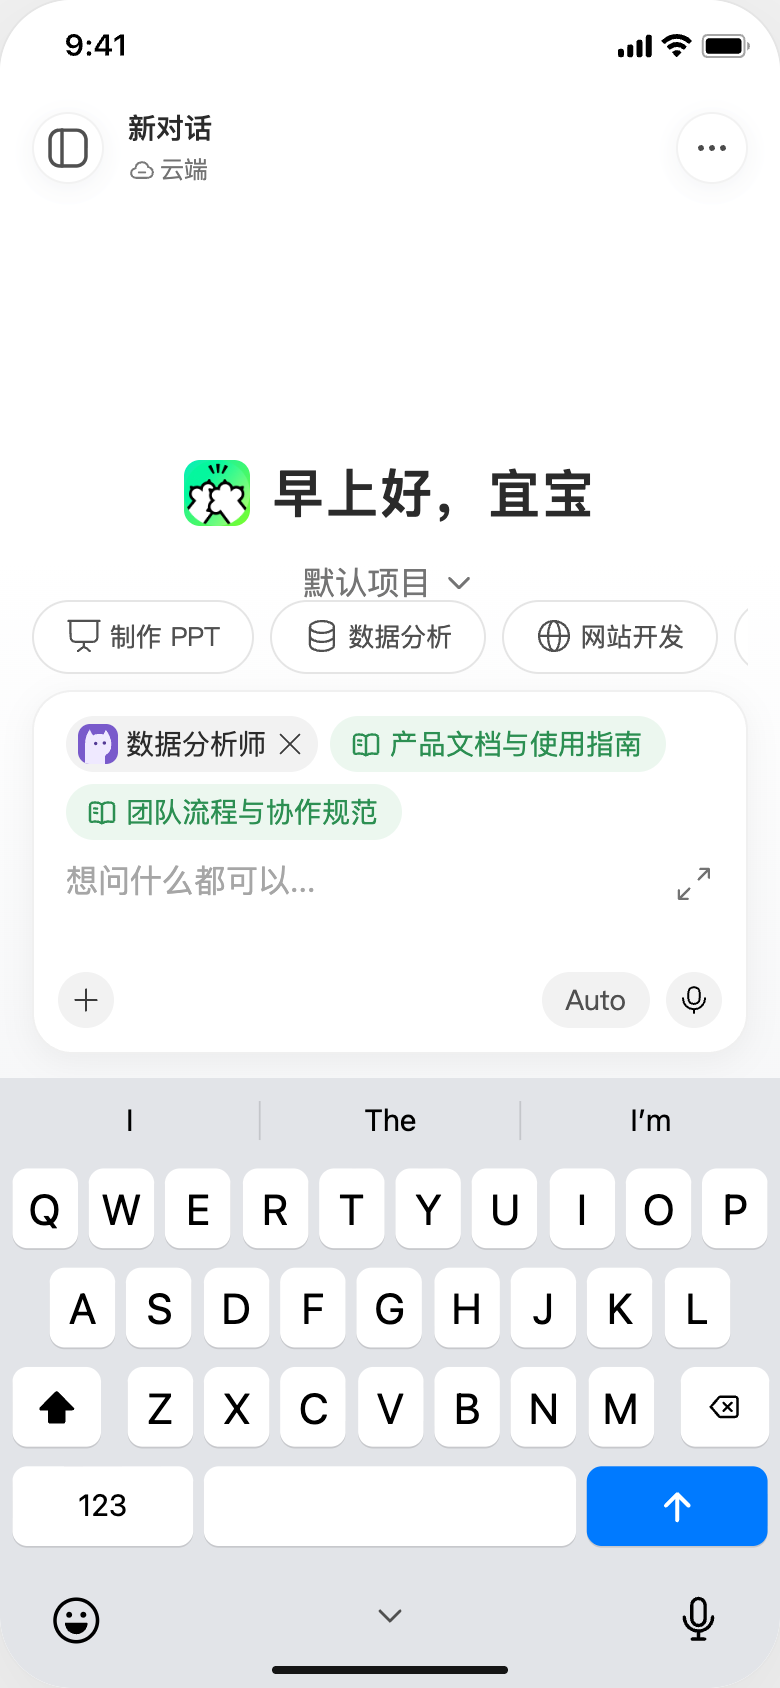 9:41
新对话
云端
早上好，宜宝
默认项目
制作 PPT 数据分析 网站开发
数据分析师 产品文档与使用指南
团队流程与协作规范
想问什么都可以...
Auto
I The I'm
Q W E R T Y U I O P
A S D F G H J K L
Z X C V B N M
123